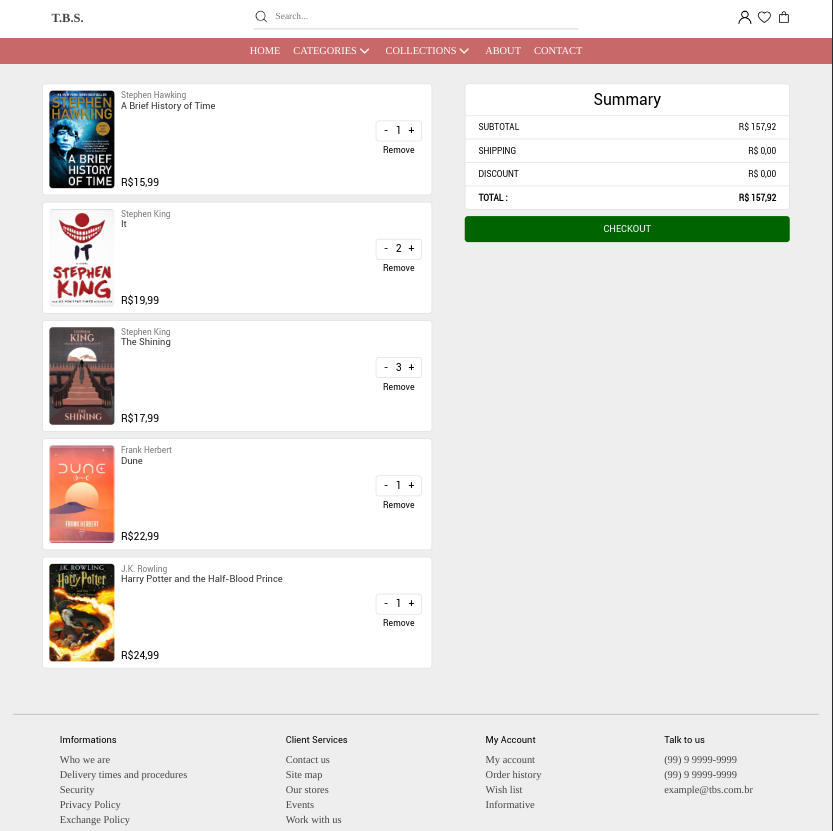 T.B.S.
Search...
HOME CATEGORIES COLLECTIONS ABOUT CONTACT
STEPHEN
HAWKING
A BRIEF
HISTORY
OF TIME
Stephen Hawking
A Brief History of Time
- 1 +
Remove
R$15,99
IT
STEPHEN
KING
Stephen King
It
- 2 +
Remove
R$19,99
STEPHEN
KING
THE
SHINING
Stephen King
The Shining
- 3 +
Remove
R$17,99
DUNE
FRANK HERBERT
Frank Herbert
Dune
- 1 +
Remove
R$22,99
J.K. ROWLING
Harry Potter
J.K. Rowling
Harry Potter and the Half-Blood Prince
- 1 +
Remove
R$24,99
Summary
SUBTOTAL R$ 157,92
SHIPPING R$ 0,00
DISCOUNT R$ 0,00
TOTAL : R$ 157,92
CHECKOUT
Imformations
Who we are
Delivery times and procedures
Security
Privacy Policy
Exchange Policy
Client Services
Contact us
Site map
Our stores
Events
Work with us
My Account
My account
Order history
Wish list
Informative
Talk to us
(99) 9 9999-9999
(99) 9 9999-9999
example@tbs.com.br